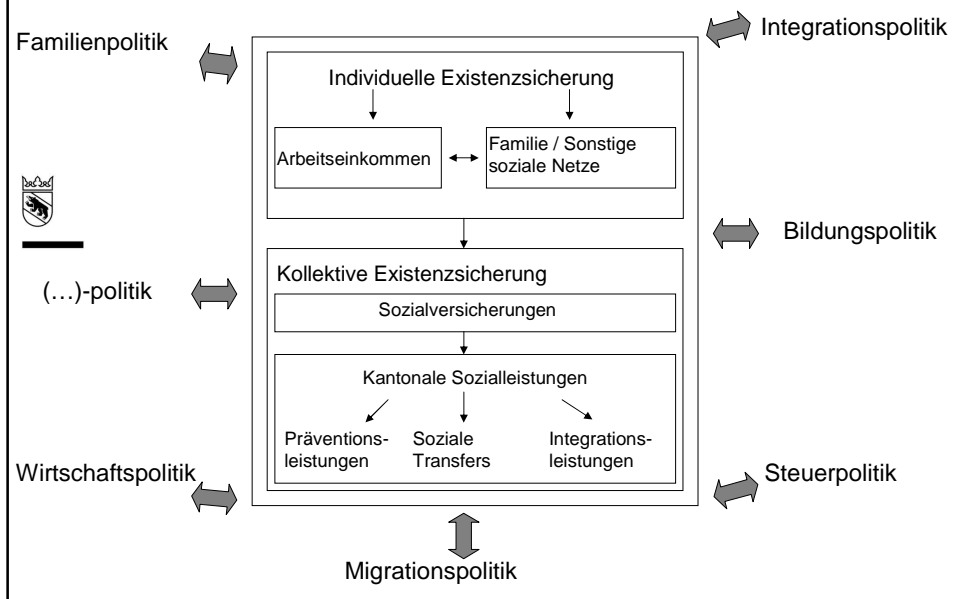 Familienpolitik
Integrationspolitik
Individuelle Existenzsicherung
Arbeitseinkommen
Familie / Sonstige
soziale Netze
Bildungspolitik
Kollektive Existenzsicherung
(…)-politik
Sozialversicherungen
Kantonale Sozialleistungen
Präventions-
leistungen
Soziale
Transfers
Integrations-
leistungen
Wirtschaftspolitik
Steuerpolitik
Migrationspolitik